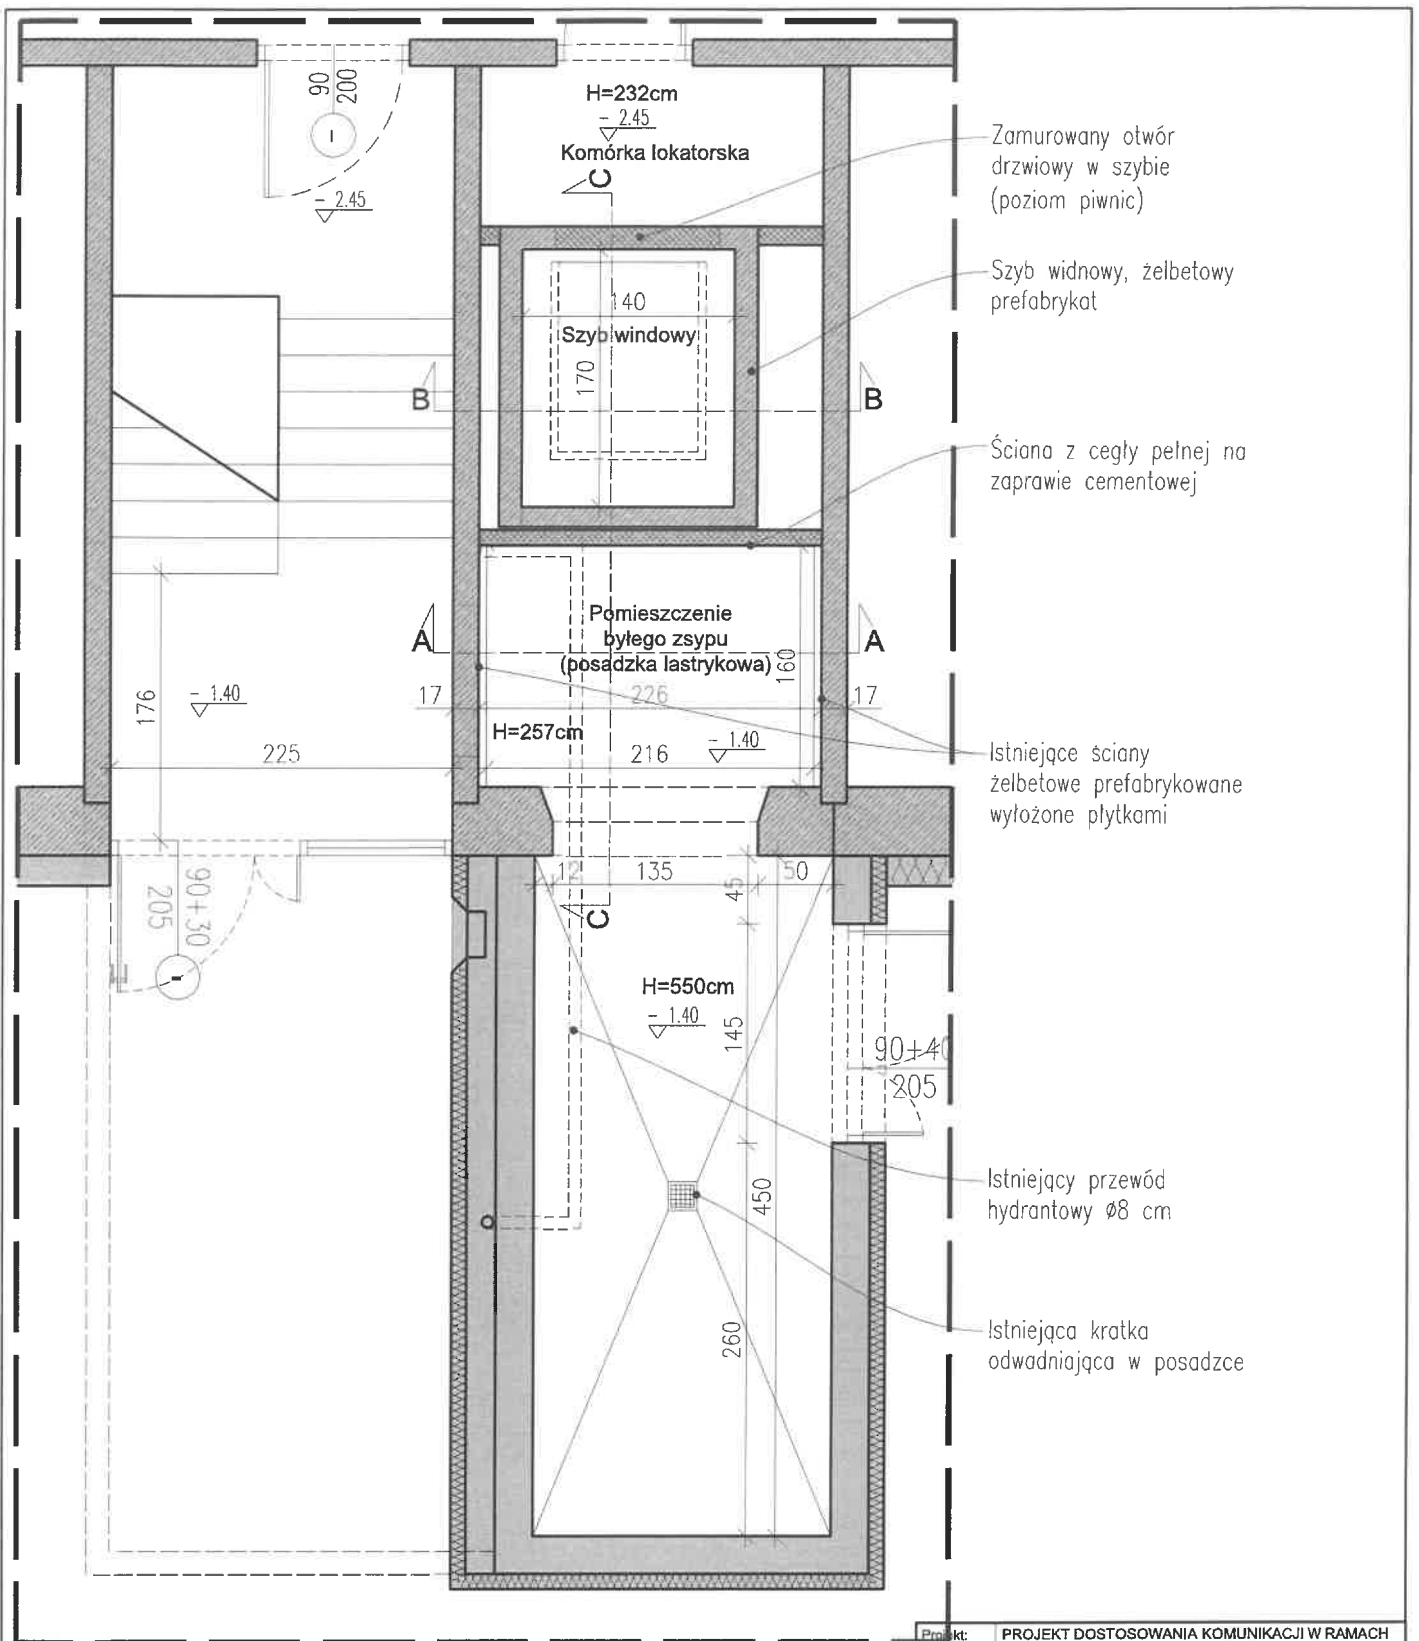 90
200
I
- 2.45
H=232cm
- 2.45
Komórka lokatorska
C
Zamurowany otwór
drzwiowy w szybie
(poziom piwnic)
Szyb widnowy, żelbetowy
prefabrykat
140
Szyb windowy
170
B
B
Ściana z cegły pełnej na
zaprawie cementowej
Pomieszczenie
byłego zsypu
(posadzka lastrykowa)
A
A
160
176
- 1.40
17
226
17
H=257cm
- 1.40
225
216
Istniejące ściany
żelbetowe prefabrykowane
wyłożone płytkami
90+30
205
12
135
50
45
C
H=550cm
- 1.40
145
90+40
205
Istniejący przewód
hydrantowy ø8 cm
450
260
Istniejąca kratka
odwadniająca w posadzce
Projekt:
PROJEKT DOSTOSOWANIA KOMUNIKACJI W RAMACH